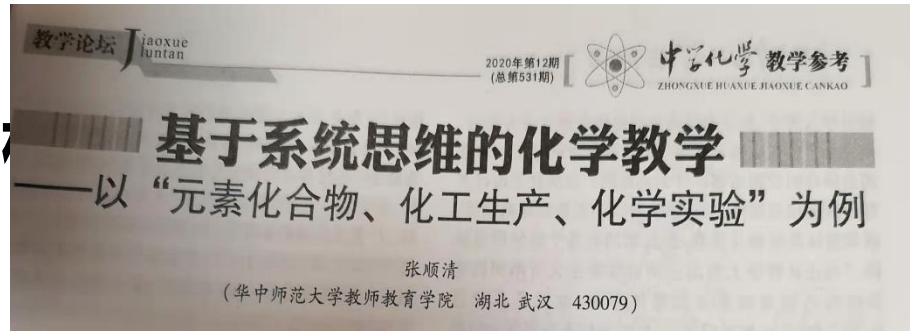 教学论坛 Jiaoxue
luntan
2020年第12期
(总第531期)
中学化学 教学参考
ZHONGXUE HUAXUE JIAOXUE CANKAO
基于系统思维的化学教学
——以“元素化合物、化工生产、化学实验”为例
张顺清
(华中师范大学教师教育学院 湖北 武汉 430079)